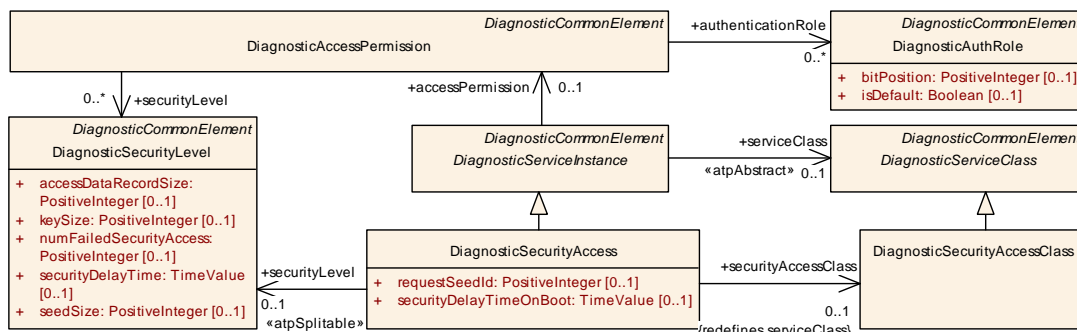 DiagnosticCommonElement
DiagnosticAccessPermission
+authenticationRole
0..*
DiagnosticCommonElement
DiagnosticAuthRole
+ bitPosition: PositiveInteger [0..1]
+ isDefault: Boolean [0..1]
0..*
+securityLevel
+accessPermission
0..1
DiagnosticCommonElement
DiagnosticSecurityLevel
+ accessDataRecordSize:
PositiveInteger [0..1]
+ keySize: PositiveInteger [0..1]
+ numFailedSecurityAccess:
PositiveInteger [0..1]
+ securityDelayTime: TimeValue
[0..1]
+ seedSize: PositiveInteger [0..1]
DiagnosticCommonElement
DiagnosticServiceInstance
+serviceClass
«atpAbstract»
0..1
DiagnosticCommonElement
DiagnosticServiceClass
+securityLevel
0..1
«atpSplitable»
DiagnosticSecurityAccess
+ requestSeedId: PositiveInteger [0..1]
+ securityDelayTimeOnBoot: TimeValue [0..1]
+securityAccessClass
0..1
{redefines serviceClass}
DiagnosticSecurityAccessClass